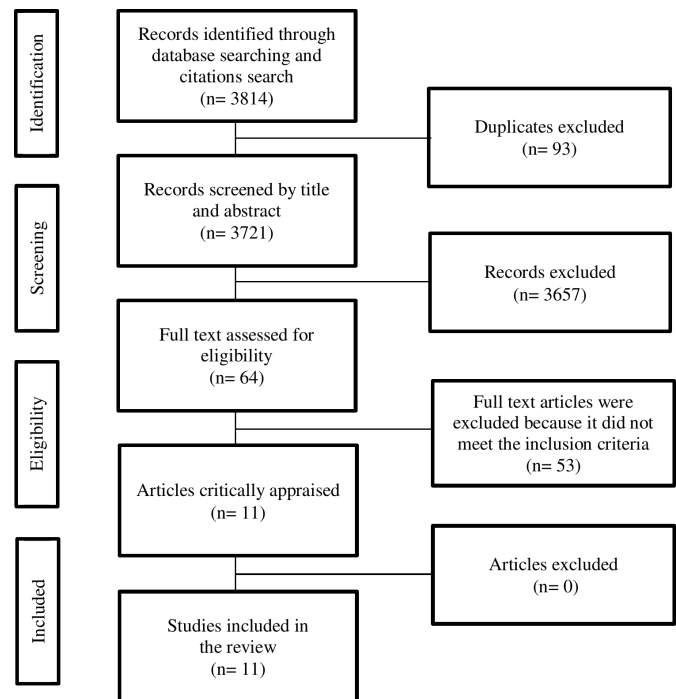 Identification
Records identified through
database searching and
citations search
(n= 3814)
Duplicates excluded
(n= 93)
Screening
Records screened by title
and abstract
(n= 3721)
Records excluded
(n= 3657)
Eligibility
Full text assessed for
eligibility
(n= 64)
Full text articles were
excluded because it did not
meet the inclusion criteria
(n= 53)
Articles critically appraised
(n= 11)
Articles excluded
(n= 0)
Included
Studies included in
the review
(n= 11)